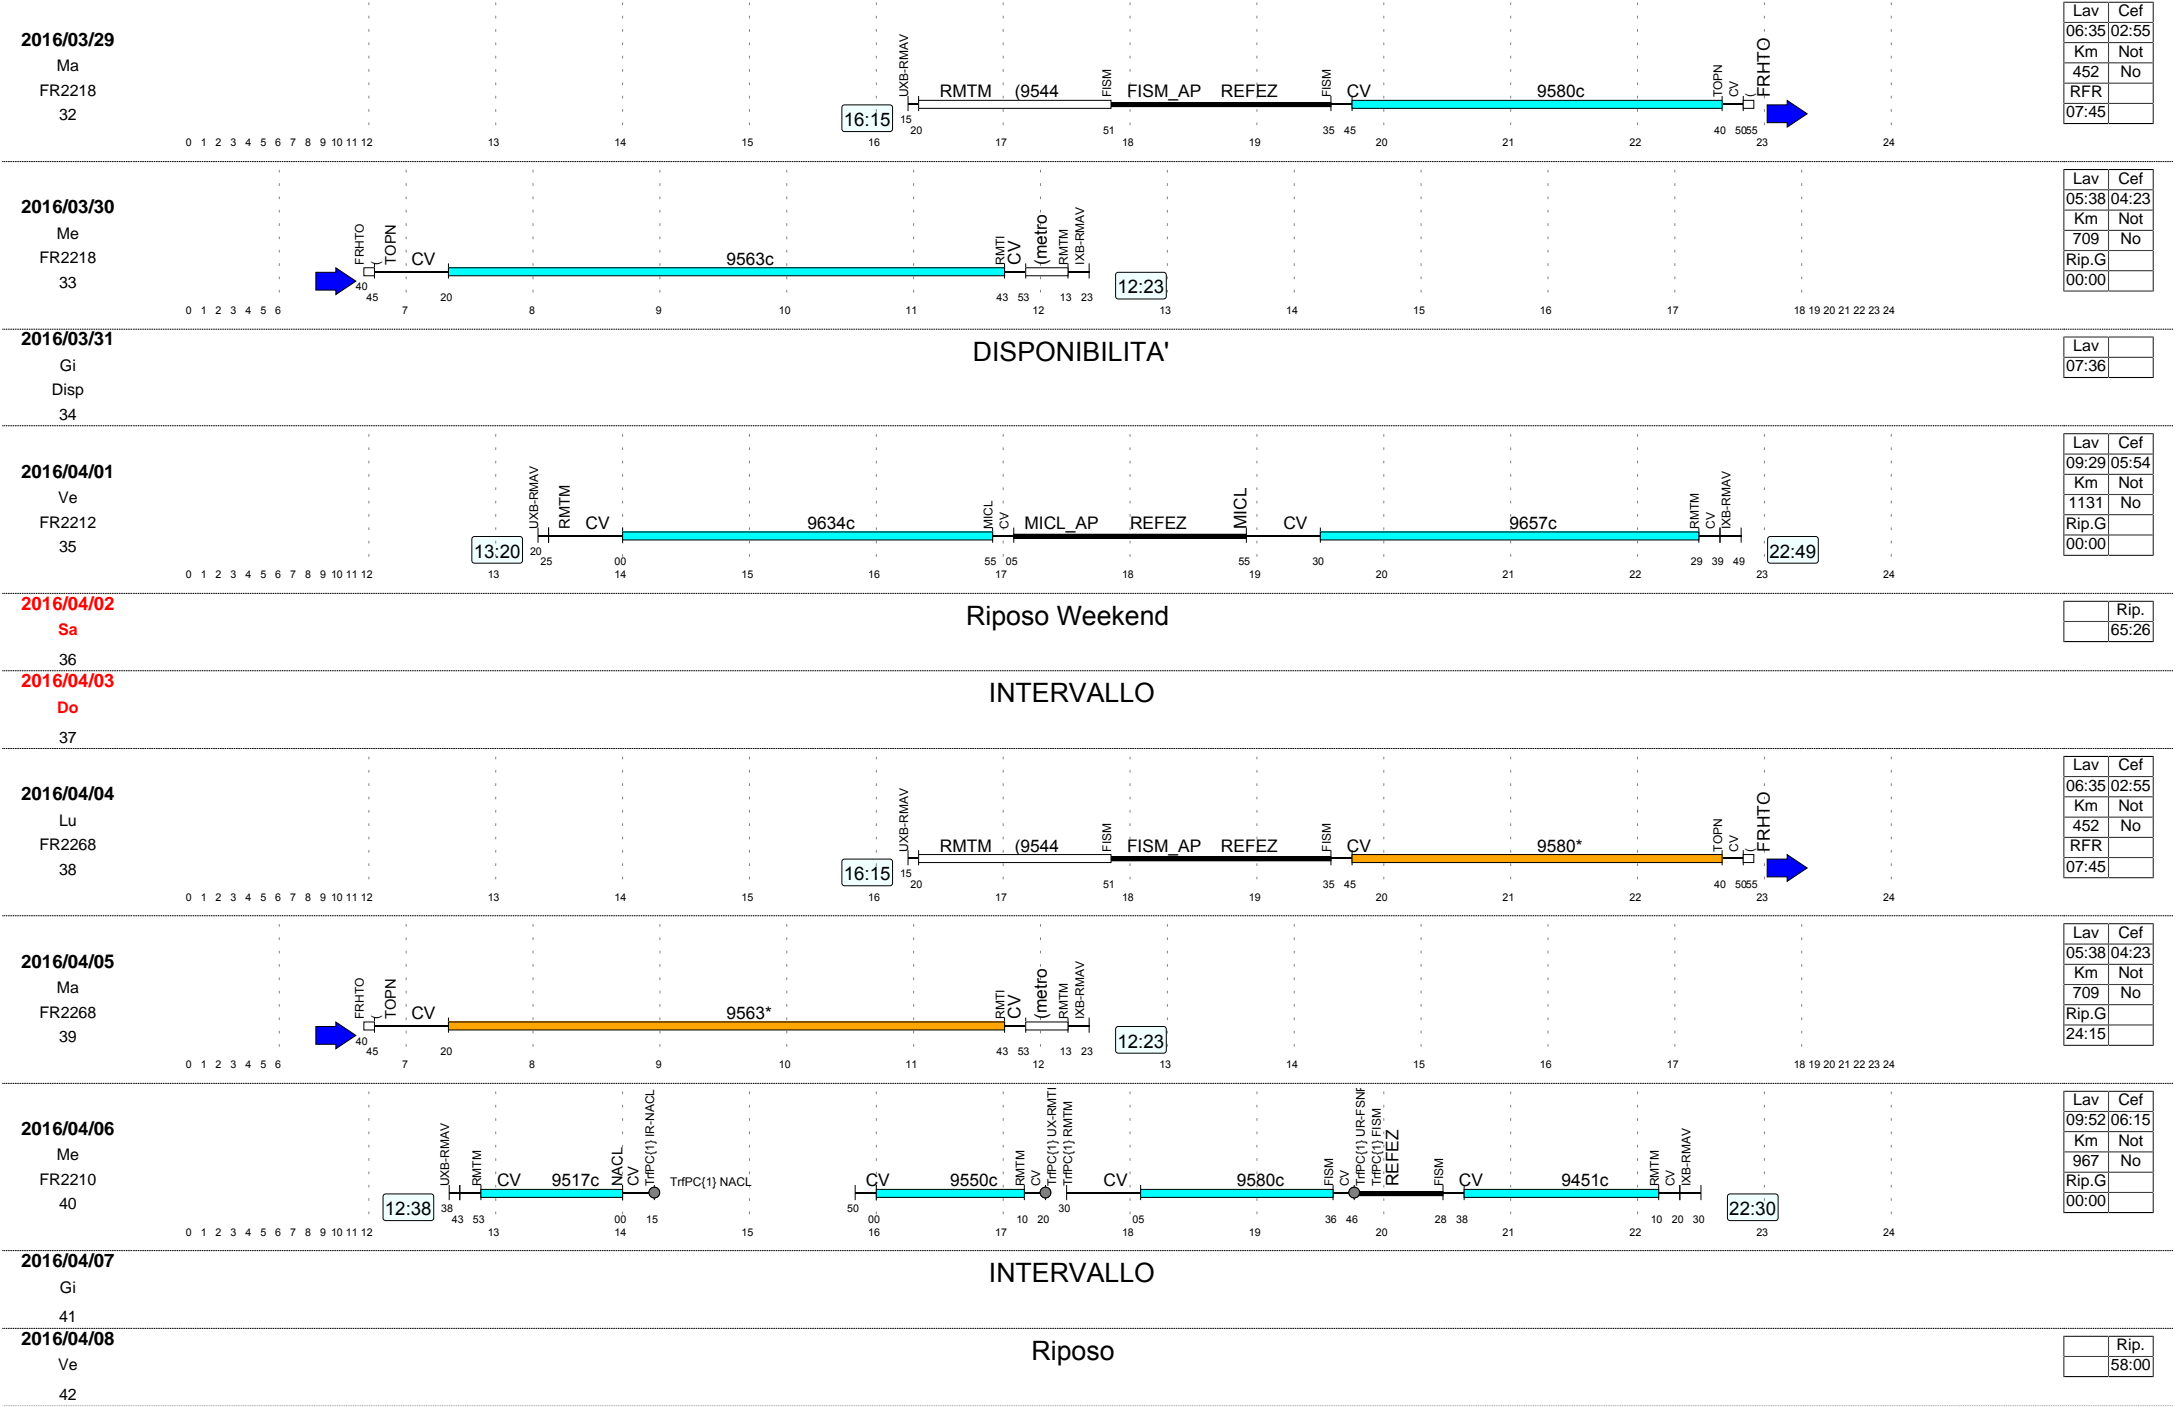 2016/03/29
Ma
FR2218
32
16:15
UXB-RMAV RMTM (9544 FISM FISM_AP REFEZ FISM CV 9580c TOPN CV ( FRHTO
15 20 51 35 45 40 50 55
0 1 2 3 4 5 6 7 8 9 10 11 12 13 14 15 16 17 18 19 20 21 22 23 24
Lav Cef
06:35 02:55
Km Not
452 No
RFR
07:45
2016/03/30
Me
FR2218
33
FRHTO ( TOPN CV 9563c RMTI CV (metro RMTM IXB-RMAV
12:23
40 45 20 43 53 13 23
0 1 2 3 4 5 6 7 8 9 10 11 12 13 14 15 16 17 18 19 20 21 22 23 24
Lav Cef
05:38 04:23
Km Not
709 No
Rip.G
00:00
2016/03/31
Gi
Disp
34
DISPONIBILITA'
Lav
07:36
2016/04/01
Ve
FR2212
35
13:20
UXB-RMAV RMTM CV 9634c MICL CV MICL_AP REFEZ MICL CV 9657c RMTM CV IXB-RMAV
22:49
20 25 00 55 05 55 30 29 39 49
0 1 2 3 4 5 6 7 8 9 10 11 12 13 14 15 16 17 18 19 20 21 22 23 24
Lav Cef
09:29 05:54
Km Not
1131 No
Rip.G
00:00
2016/04/02
Sa
36
Riposo Weekend
Rip.
65:26
2016/04/03
Do
37
INTERVALLO
2016/04/04
Lu
FR2268
38
16:15
UXB-RMAV RMTM (9544 FISM FISM_AP REFEZ FISM CV 9580* TOPN CV ( FRHTO
15 20 51 35 45 40 50 55
0 1 2 3 4 5 6 7 8 9 10 11 12 13 14 15 16 17 18 19 20 21 22 23 24
Lav Cef
06:35 02:55
Km Not
452 No
RFR
07:45
2016/04/05
Ma
FR2268
39
FRHTO ( TOPN CV 9563* RMTI CV (metro RMTM IXB-RMAV
12:23
40 45 20 43 53 13 23
0 1 2 3 4 5 6 7 8 9 10 11 12 13 14 15 16 17 18 19 20 21 22 23 24
Lav Cef
05:38 04:23
Km Not
709 No
Rip.G
24:15
2016/04/06
Me
FR2210
40
12:38
UXB-RMAV RMTM CV 9517c NACL CV TrfPC{1} IR-NACL TrfPC{1} NACL CV 9550c RMTM CV TrfPC{1} UX-RMTI TrfPC{1} RMTM CV 9580c FISM CV TrfPC{1} UR-FSNF TrfPC{1} FISM REFEZ FISM CV 9451c RMTM CV IXB-RMAV
22:30
38 43 53 00 15 50 00 10 20 30 05 36 46 28 38 10 20 30
0 1 2 3 4 5 6 7 8 9 10 11 12 13 14 15 16 17 18 19 20 21 22 23 24
Lav Cef
09:52 06:15
Km Not
967 No
Rip.G
00:00
2016/04/07
Gi
41
INTERVALLO
2016/04/08
Ve
42
Riposo
Rip.
58:00